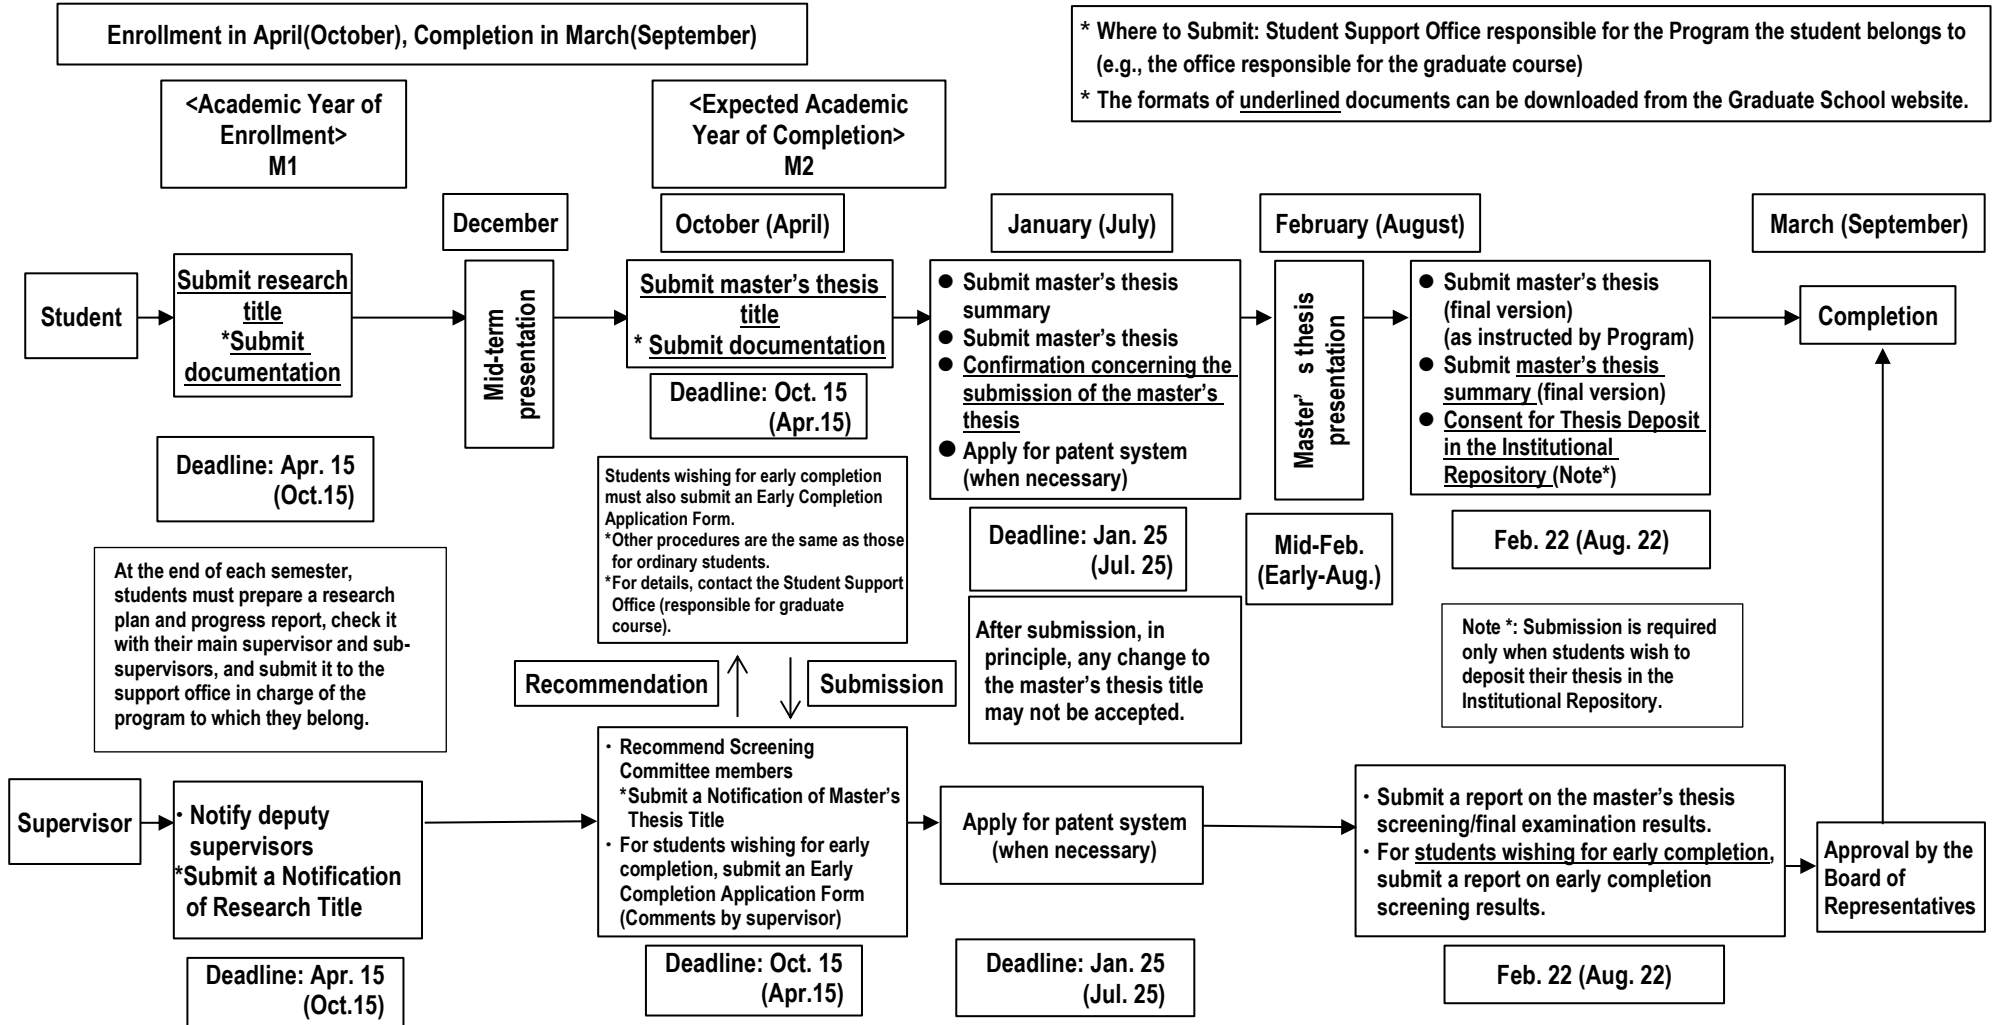 Enrollment in April(October), Completion in March(September)
* Where to Submit: Student Support Office responsible for the Program the student belongs to
(e.g., the office responsible for the graduate course)
* The formats of underlined documents can be downloaded from the Graduate School website.
<Academic Year of
Enrollment>
M1
<Expected Academic
Year of Completion>
M2
December
October (April)
January (July)
February (August)
March (September)
Student
Submit research
title
*Submit
documentation
Mid-term
presentation
Submit master’s thesis
title
* Submit documentation
● Submit master’s thesis
summary
● Submit master’s thesis
● Confirmation concerning the
submission of the master’s
thesis
● Apply for patent system
(when necessary)
Master’ s thesis
presentation
● Submit master’s thesis
(final version)
(as instructed by Program)
● Submit master’s thesis
summary (final version)
● Consent for Thesis Deposit
in the Institutional
Repository (Note*)
Completion
Deadline: Apr. 15
(Oct.15)
Deadline: Oct. 15
(Apr.15)
Deadline: Jan. 25
(Jul. 25)
Mid-Feb.
(Early-Aug.)
Feb. 22 (Aug. 22)
At the end of each semester,
students must prepare a research
plan and progress report, check it
with their main supervisor and sub-
supervisors, and submit it to the
support office in charge of the
program to which they belong.
Students wishing for early completion
must also submit an Early Completion
Application Form.
*Other procedures are the same as those
for ordinary students.
*For details, contact the Student Support
Office (responsible for graduate
course).
After submission, in
principle, any change to
the master’s thesis title
may not be accepted.
Note *: Submission is required
only when students wish to
deposit their thesis in the
Institutional Repository.
Recommendation
Submission
Supervisor
・Notify deputy
supervisors
*Submit a Notification
of Research Title
・Recommend Screening
Committee members
*Submit a Notification of Master’s
Thesis Title
・For students wishing for early
completion, submit an Early
Completion Application Form
(Comments by supervisor)
Apply for patent system
(when necessary)
・Submit a report on the master’s thesis
screening/final examination results.
・For students wishing for early completion,
submit a report on early completion
screening results.
Approval by the
Board of
Representatives
Deadline: Apr. 15
(Oct.15)
Deadline: Oct. 15
(Apr.15)
Deadline: Jan. 25
(Jul. 25)
Feb. 22 (Aug. 22)